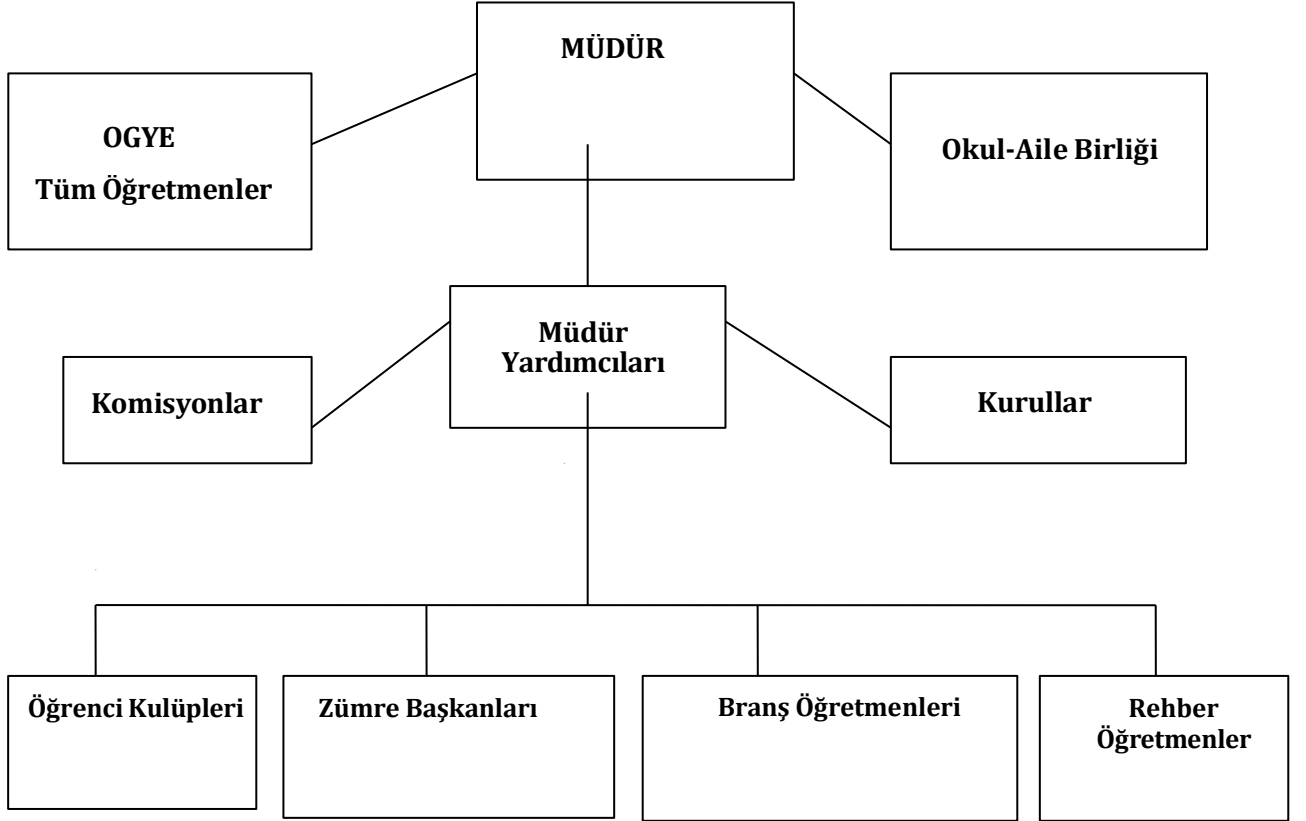 MÜDÜR
OGYE
Tüm Öğretmenler
Okul-Aile Birliği
Müdür
Yardımcıları
Komisyonlar
Kurullar
Öğrenci Kulüpleri
Zümre Başkanları
Branş Öğretmenleri
Rehber
Öğretmenler